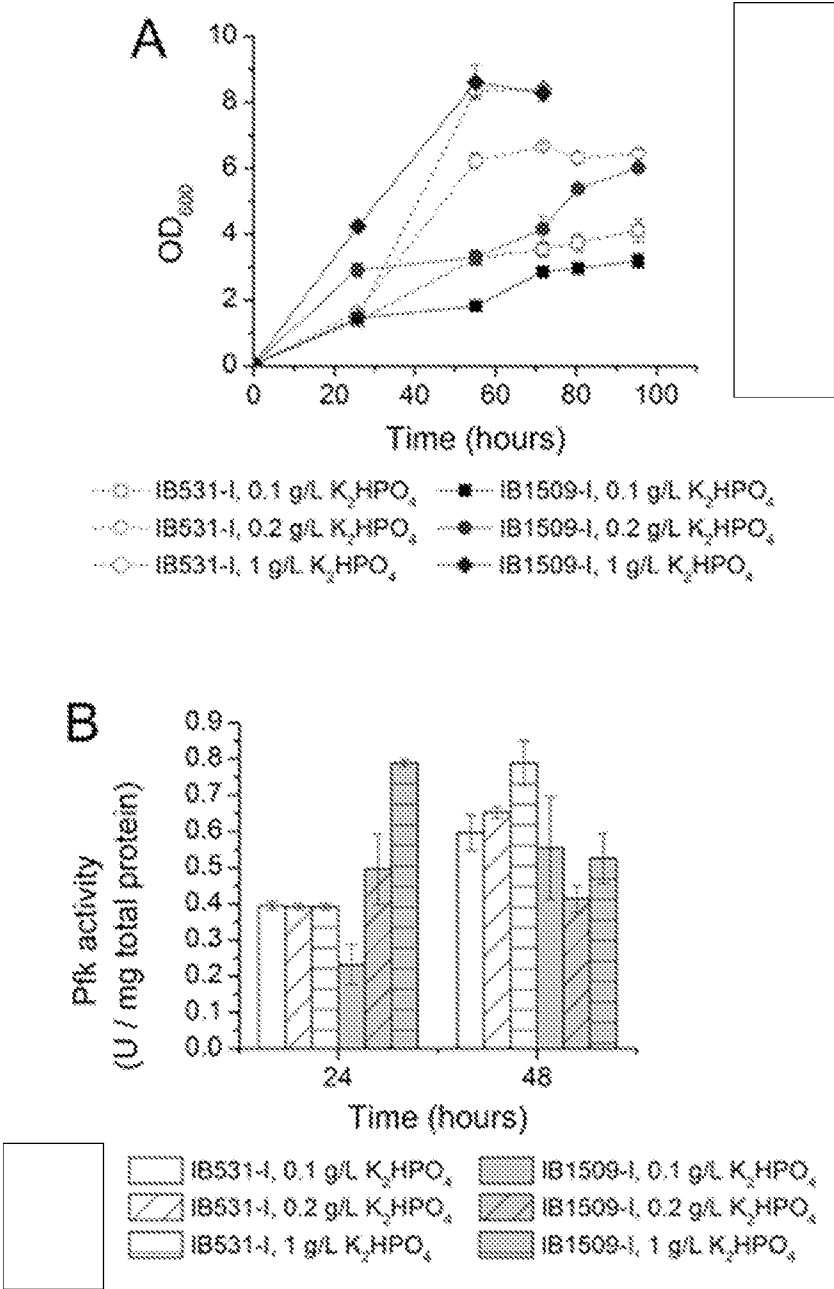 A
10
8
6
4
2
0
OD600
0 20 40 60 80 100
Time (hours)
IB531-I, 0.1 g/L K2HPO4 IB1509-I, 0.1 g/L K2HPO4
IB531-I, 0.2 g/L K2HPO4 IB1509-I, 0.2 g/L K2HPO4
IB531-I, 1 g/L K2HPO4 IB1509-I, 1 g/L K2HPO4
B
0.9
0.8
0.7
0.6
0.5
0.4
0.3
0.2
0.1
0.0
Pfk activity
(U / mg total protein)
24 48
Time (hours)
IB531-I, 0.1 g/L K2HPO4 IB1509-I, 0.1 g/L K2HPO4
IB531-I, 0.2 g/L K2HPO4 IB1509-I, 0.2 g/L K2HPO4
IB531-I, 1 g/L K2HPO4 IB1509-I, 1 g/L K2HPO4